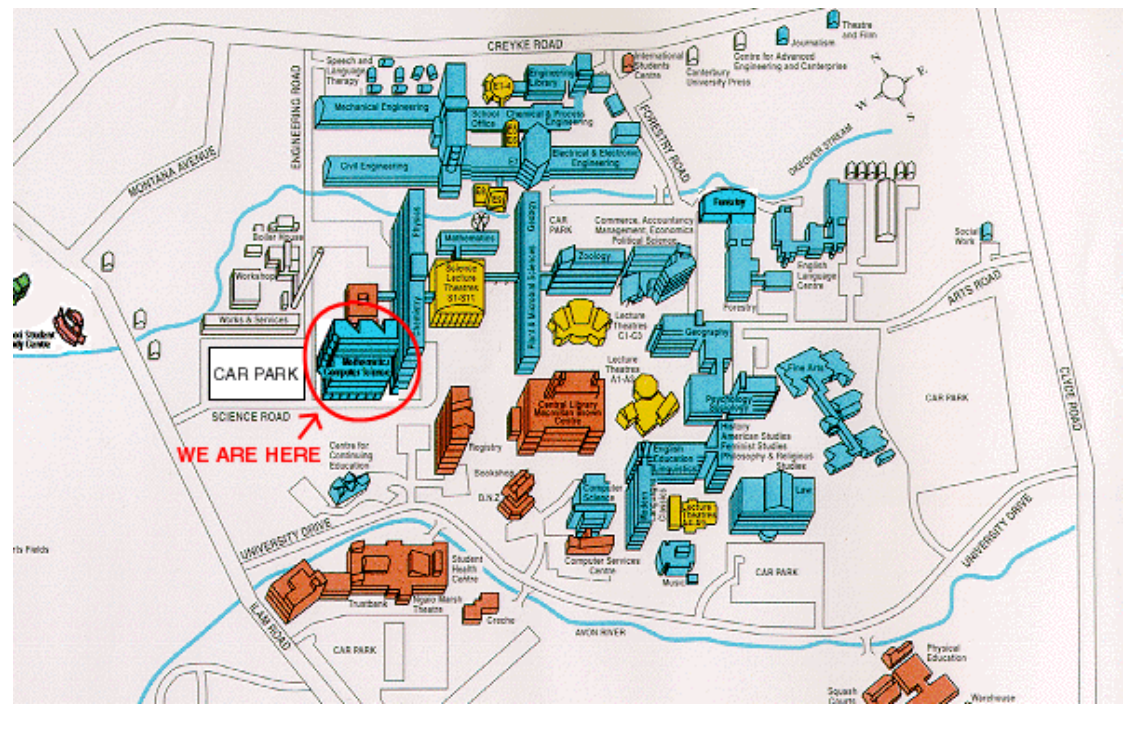 CREYKE ROAD
Theatre
and Film
Journalism
Centre for Advanced
Engineering and Canterprise
International
Students
Centre
Canterbury
University Press
N
E
W
S
Speech and
Language
Therapy
ENGINEERING ROAD
Engineering
Library
Mechanical Engineering
School
Office
Chemical & Process
Engineering
FORESTRY ROAD
Civil Engineering
Electrical & Electronic
Engineering
MONTANA AVENUE
Physics
Geology
Mathematics
CAR
PARK
Commerce, Accountancy
Management, Economics
Political Science
Forestry
Social
Work
Boiler House
Workshop
Science
Lecture
Theatres
S1-S11
Zoology
English
Language
Centre
Forestry
ARTS ROAD
Works & Services
Chemistry
Plant & Microbial Sciences
Lecture
Theatres
C1-C3
Geography
Mathematics
Computer Science
CAR PARK
Lecture
Theatres
Fine Arts
CLYDE ROAD
CAR PARK
SCIENCE ROAD
Central Library
Macmillan Brown
Centre
Psychology
Sociology
WE ARE HERE
Centre for
Continuing
Education
Registry
History
American Studies
Feminist Studies
Philosophy & Religious
Studies
English
Education
Linguistics
Bookshop
Computer
Science
Classics
Lecture
Theatres
Law
UNIVERSITY DRIVE
UNIVERSITY DRIVE
Student
Health
Centre
Computer Services
Centre
Music
CAR PARK
Trustbank
Ngaio Marsh
Theatre
Creche
ILAM ROAD
AVON RIVER
CAR PARK
Physical
Education
Squash
Courts
Warehouse